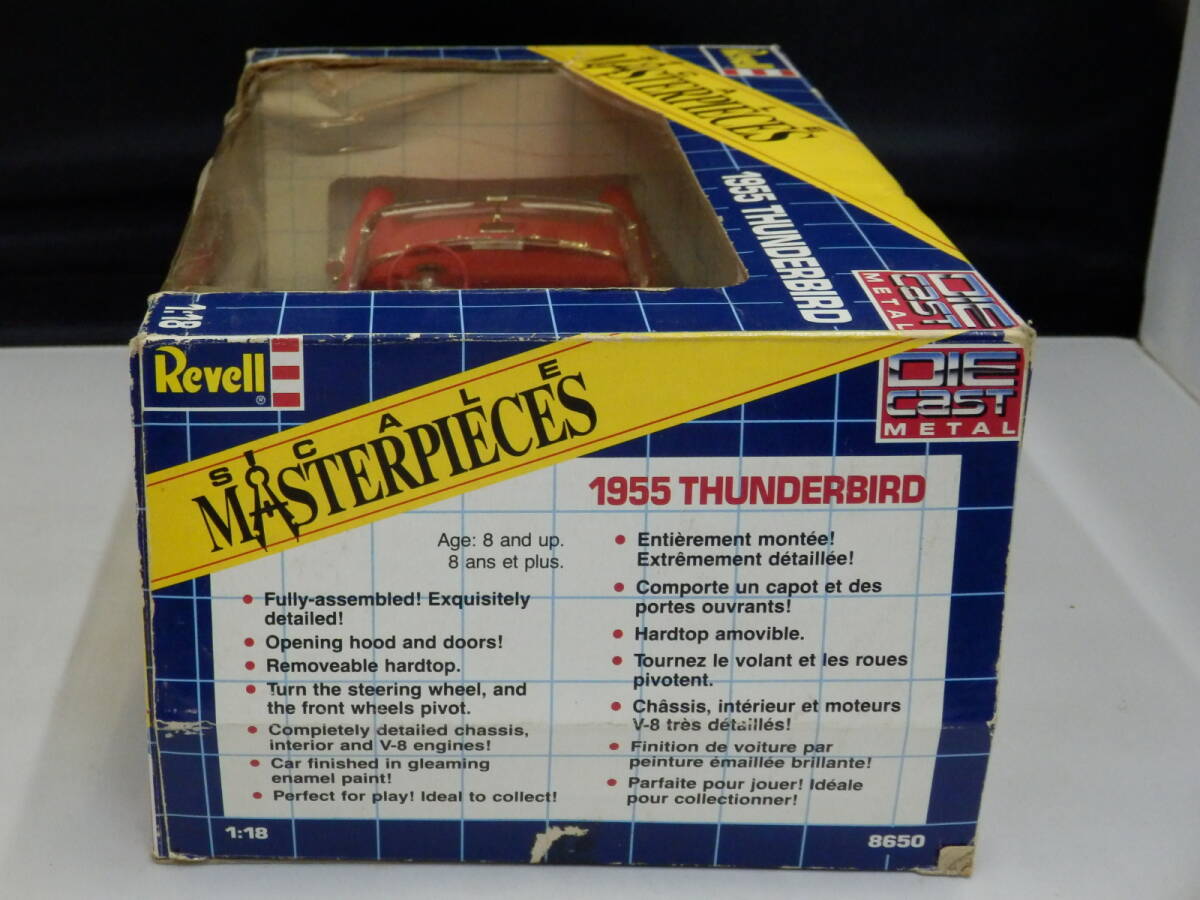 Revell
MASTERPIECES
1955 THUNDERBIRD
DIE
CAST
METAL
1:18
Revell
®
SCALE
MASTERPIECES
DIE
CAST
METAL
1955 THUNDERBIRD
Age: 8 and up.
8 ans et plus.
• Fully-assembled! Exquisitely
detailed!
• Opening hood and doors!
• Removeable hardtop.
• Turn the steering wheel, and
the front wheels pivot.
• Completely detailed chassis,
interior and V-8 engines!
• Car finished in gleaming
enamel paint!
• Perfect for play! Ideal to collect!
• Entièrement montée!
Extrêmement détaillée!
• Comporte un capot et des
portes ouvrants!
• Hardtop amovible.
• Tournez le volant et les roues
pivotent.
• Châssis, intérieur et moteurs
V-8 très détaillés!
• Finition de voiture par
peinture émaillée brillante!
• Parfaite pour jouer! Idéale
pour collectionner!
1:18
8650